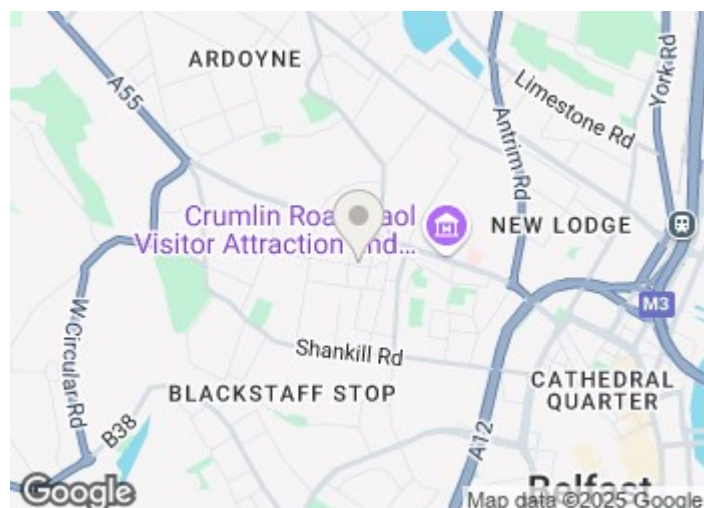 ARDOYNE
A55
Limestone Rd
York Rd
Antrim Rd
Crumlin Road Gaol
Visitor Attraction and...
NEW LODGE
M3
W Circular Rd
Shankill Rd
BLACKSTAFF STOP
CATHEDRAL
QUARTER
B38
A12
Belfast
Google
Map data ©2025 Google